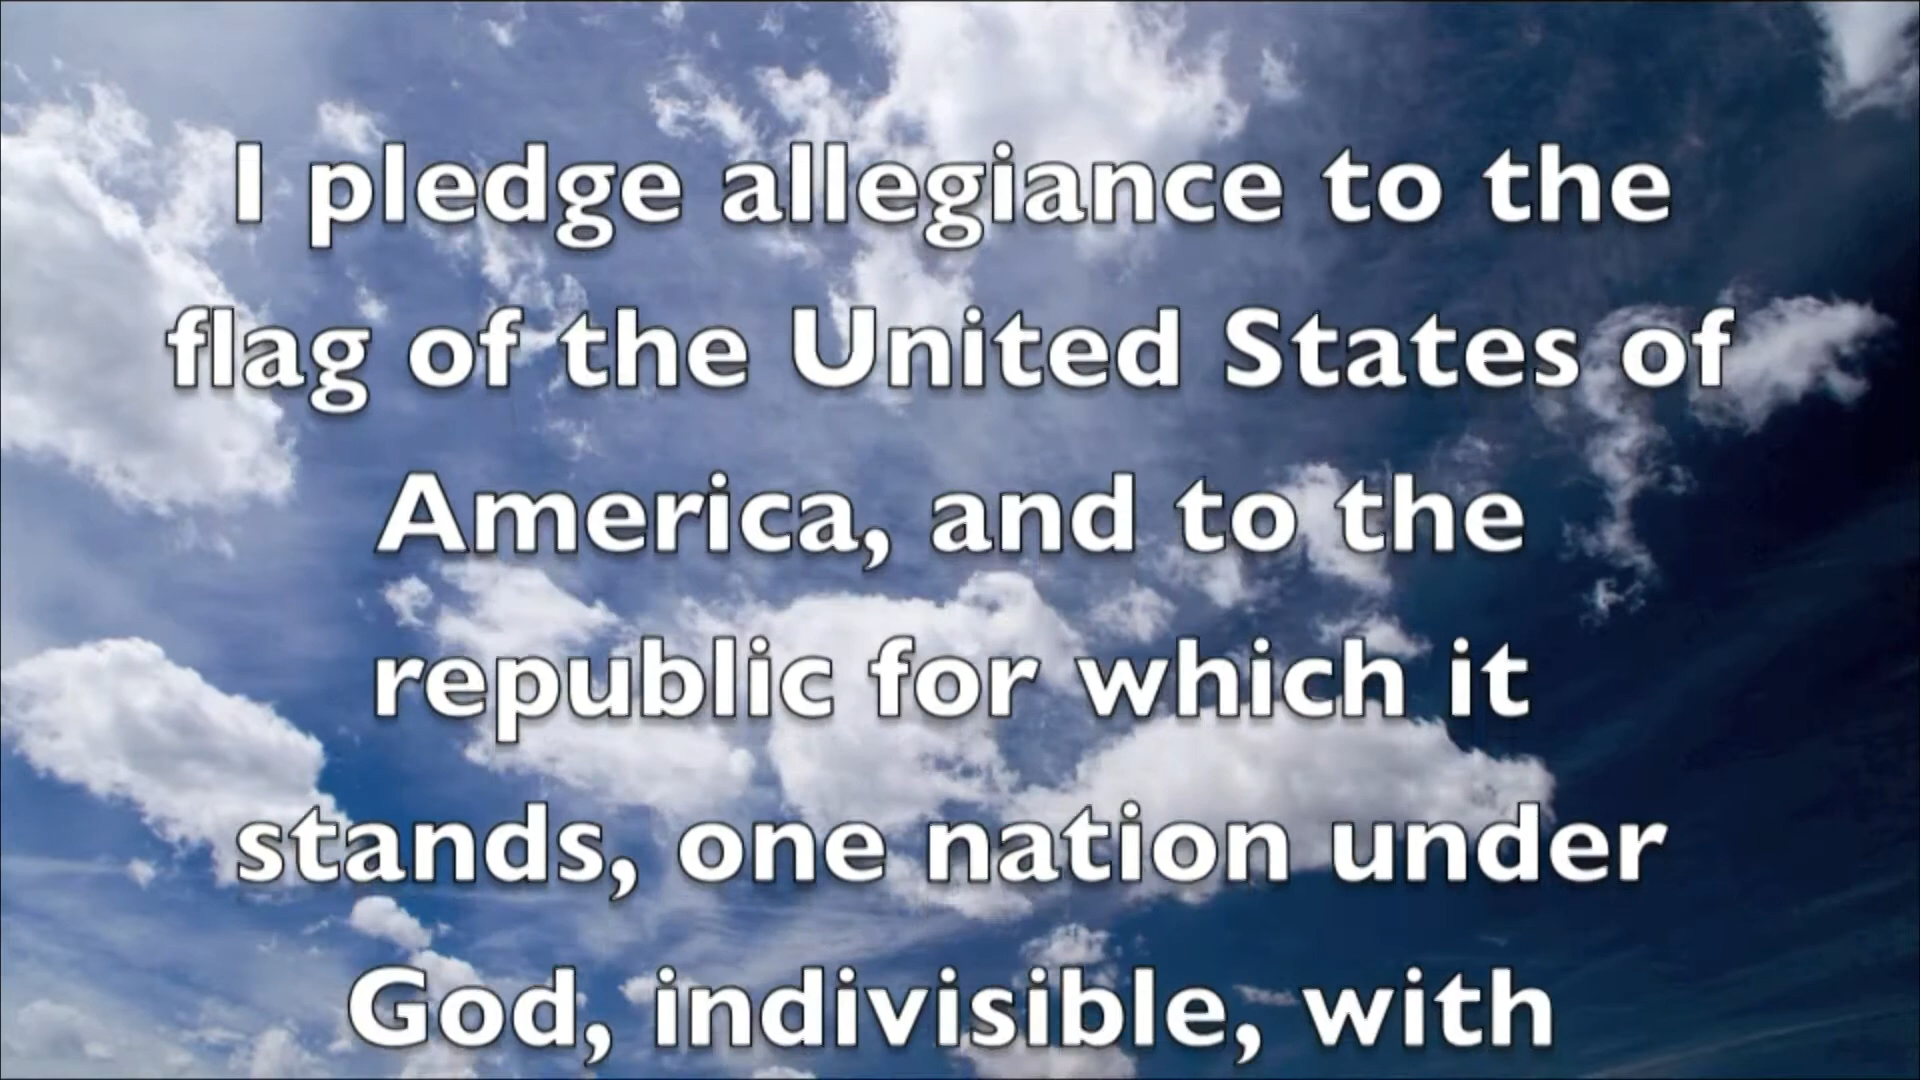 I pledge allegiance to the
flag of the United States of
America, and to the
republic for which it
stands, one nation under
God, indivisible, with